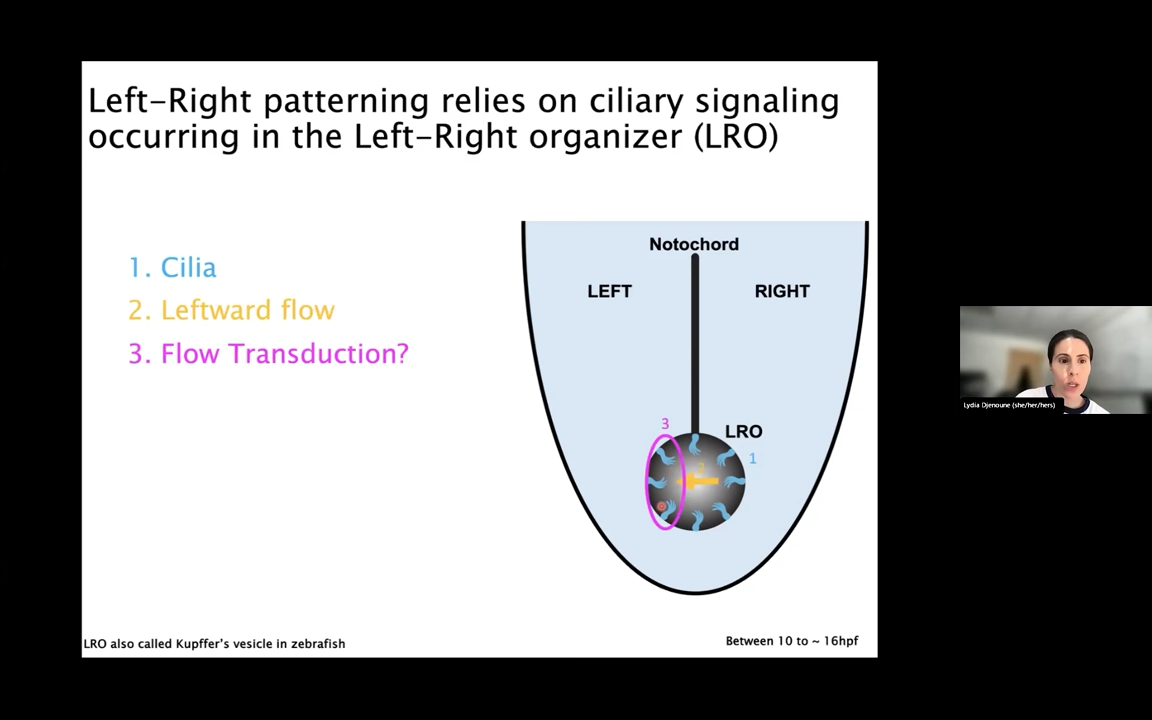 Left-Right patterning relies on ciliary signaling
occurring in the Left-Right organizer (LRO)
1. Cilia
2. Leftward flow
3. Flow Transduction?
Notochord
LEFT
RIGHT
3
LRO
1
2
Lydia Djenoune (she/her/hers)
LRO also called Kupffer's vesicle in zebrafish
Between 10 to ~ 16hpf